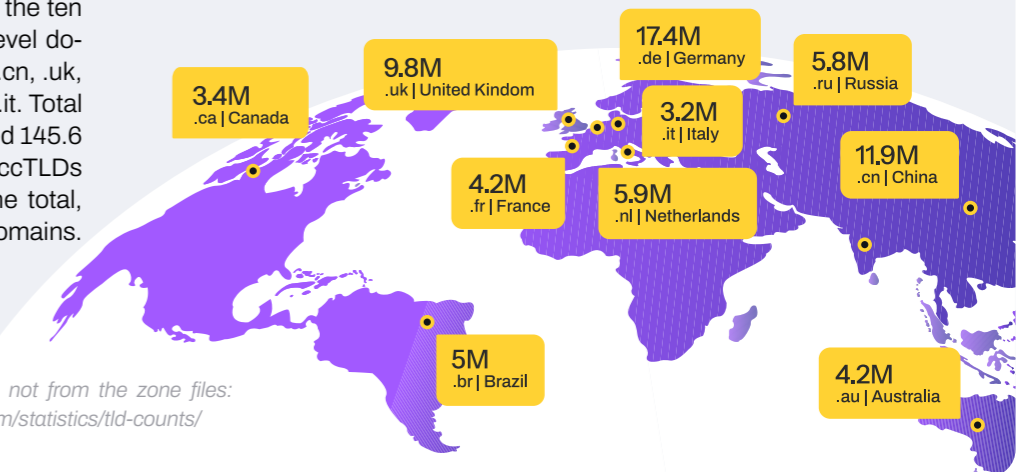 the ten
evel do-
.cn, .uk,
.it. Total
d 145.6
ccTLDs
ne total,
omains.
3.4M
.ca | Canada
9.8M
.uk | United Kindom
17.4M
.de | Germany
5.8M
.ru | Russia
3.2M
.it | Italy
11.9M
.cn | China
4.2M
.fr | France
5.9M
.nl | Netherlands
5M
.br | Brazil
4.2M
.au | Australia
not from the zone files:
m/statistics/tld-counts/